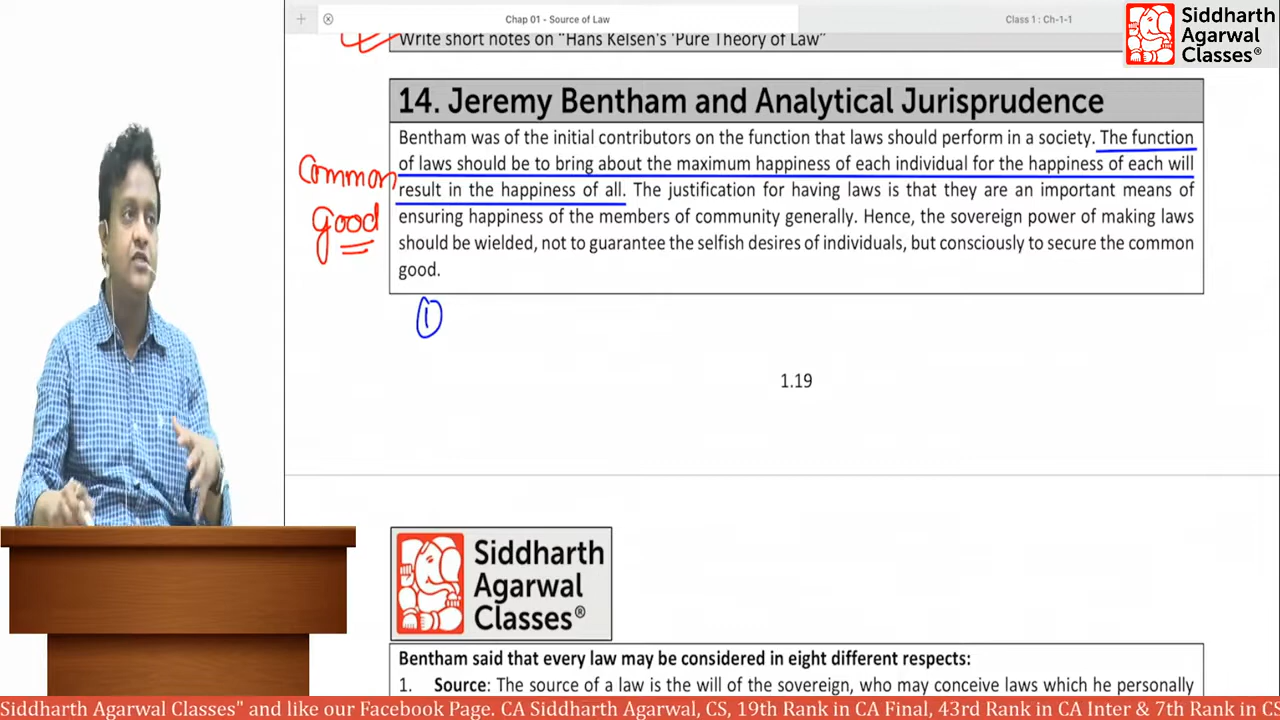 Chap 01 - Source of Law
Class 1 : Ch-1-1
Siddharth
Agarwal
Classes®
Write short notes on "Hans Kelsen's 'Pure Theory of Law"
14. Jeremy Bentham and Analytical Jurisprudence
Bentham was of the initial contributors on the function that laws should perform in a society. The function
of laws should be to bring about the maximum happiness of each individual for the happiness of each will
result in the happiness of all. The justification for having laws is that they are an important means of
ensuring happiness of the members of community generally. Hence, the sovereign power of making laws
should be wielded, not to guarantee the selfish desires of individuals, but consciously to secure the common
good.
Common
good
1
1.19
Siddharth
Agarwal
Classes®
Bentham said that every law may be considered in eight different respects:
1. Source: The source of a law is the will of the sovereign, who may conceive laws which he personally
Siddharth Agarwal Classes" and like our Facebook Page. CA Siddharth Agarwal, CS, 19th Rank in CA Final, 43rd Rank in CA Inter & 7th Rank in CS